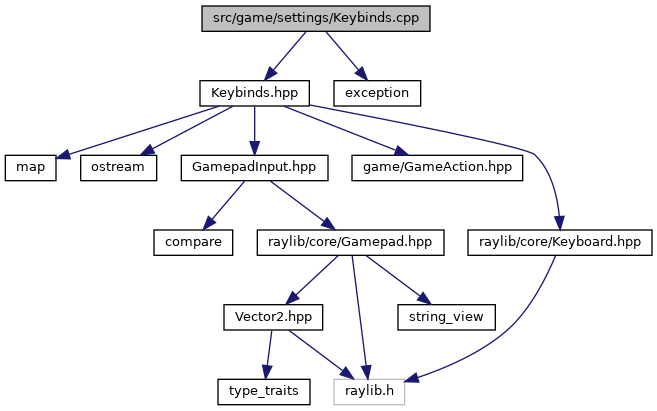 src/game/settings/Keybinds.cpp
Keybinds.hpp
exception
map
ostream
GamepadInput.hpp
game/GameAction.hpp
compare
raylib/core/Gamepad.hpp
raylib/core/Keyboard.hpp
Vector2.hpp
string_view
type_traits
raylib.h